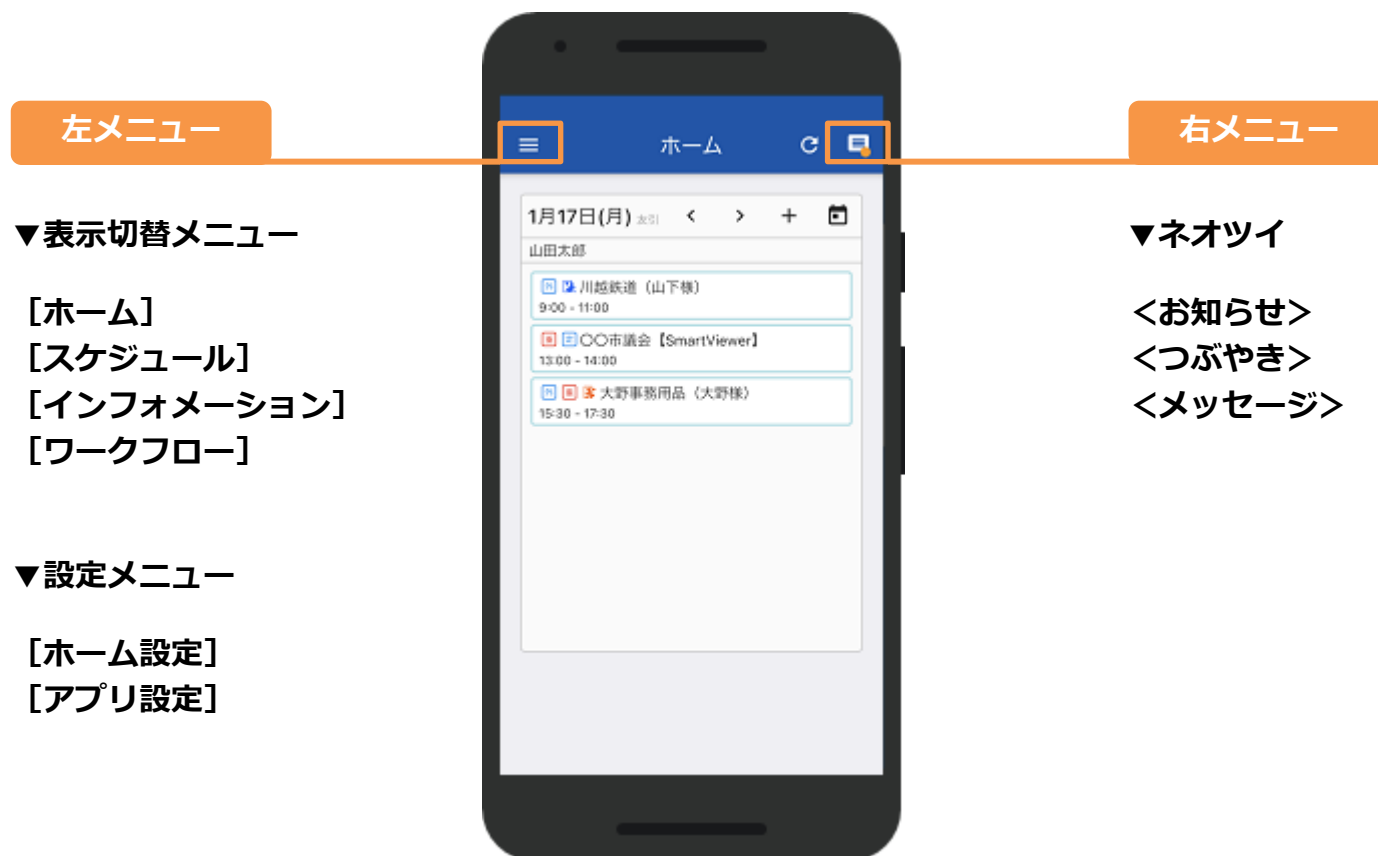 左メニュー
▼表示切替メニュー
［ホーム］
［スケジュール］
［インフォメーション］
［ワークフロー］
▼設定メニュー
［ホーム設定］
［アプリ設定］
ホーム
1月17日(月) 友引
山田太郎
川越鉄道（山下様）
9:00 - 11:00
〇〇市議会【SmartViewer】
13:00 - 14:00
大野事務用品（大野様）
15:30 - 17:30
右メニュー
▼ネオツイ
＜お知らせ＞
＜つぶやき＞
＜メッセージ＞